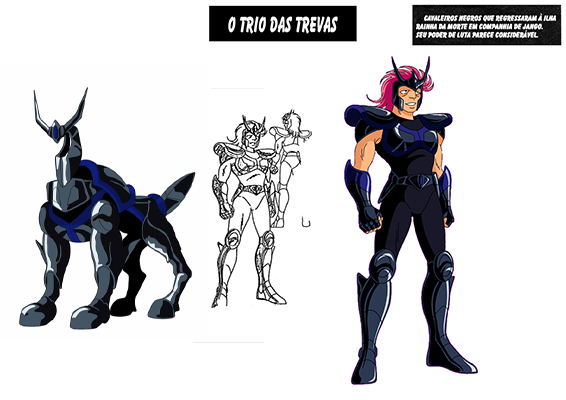 O TRIO DAS TREVAS
CAVALEIROS NEGROS QUE REGRESSARAM À ILHA
RAINHA DA MORTE EM COMPANHIA DE JANGO.
SEU PODER DE LUTA PARECE CONSIDERÁVEL.